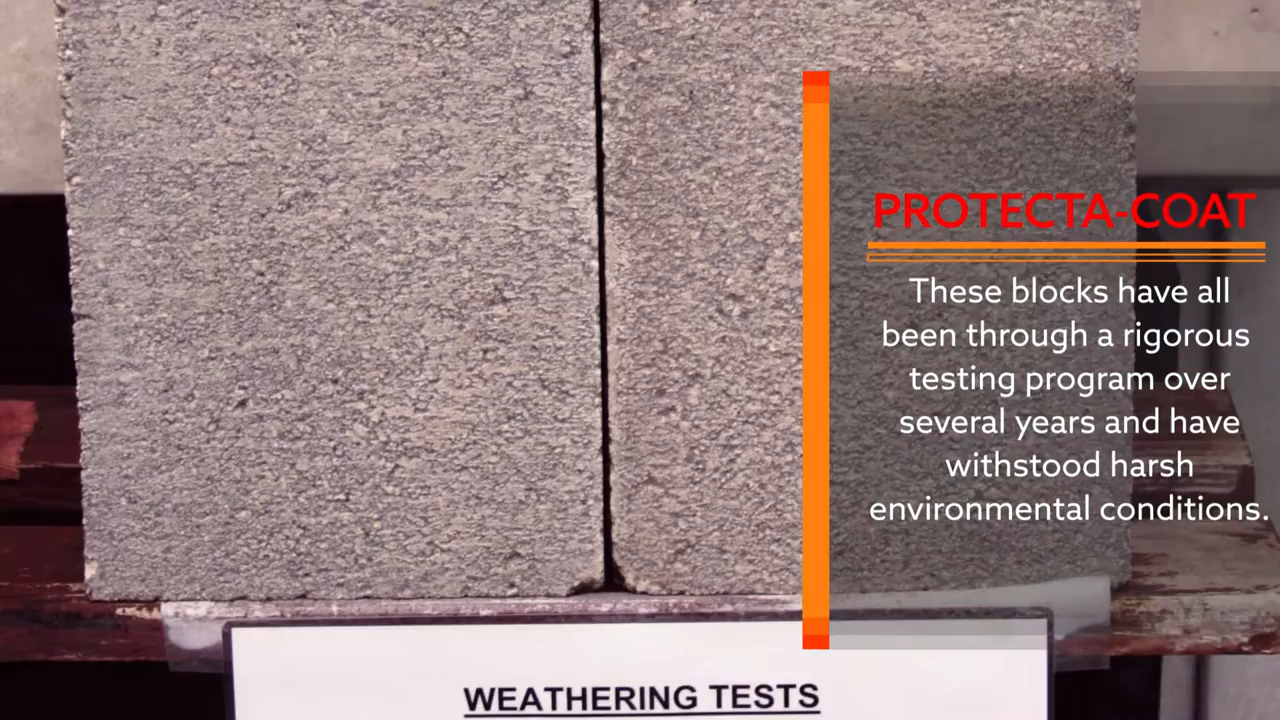 PROTECTA-COAT
These blocks have all
been through a rigorous
testing program over
several years and have
withstood harsh
environmental conditions.
WEATHERING TESTS